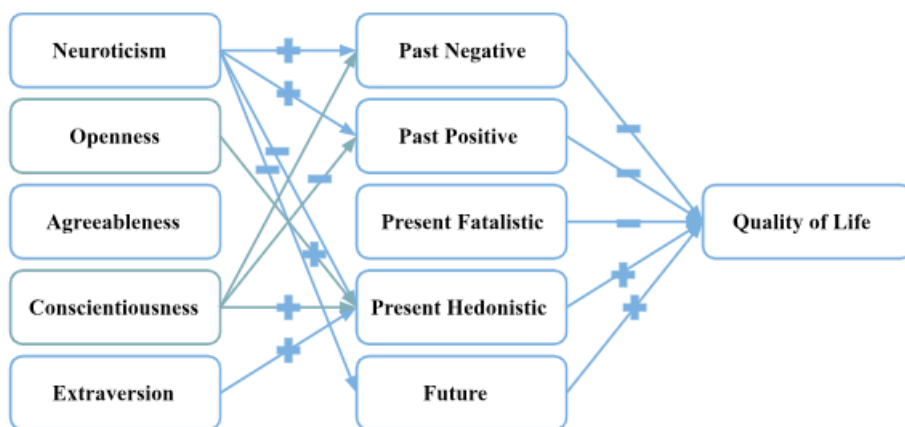 Neuroticism
Openness
Agreeableness
Conscientiousness
Extraversion
Past Negative
Past Positive
Present Fatalistic
Present Hedonistic
Future
Quality of Life